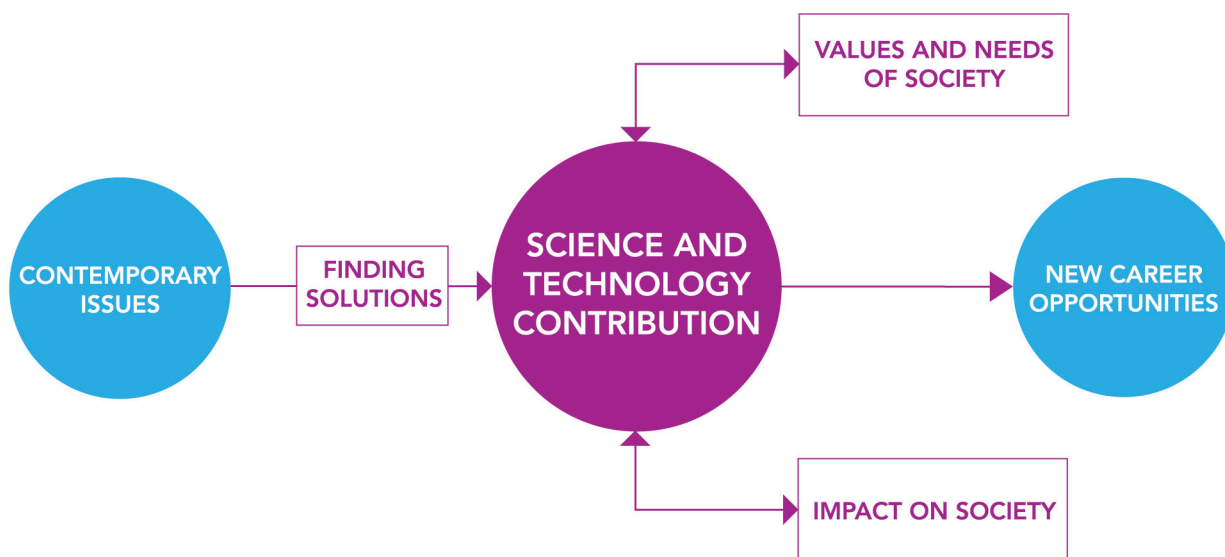 VALUES AND NEEDS
OF SOCIETY
CONTEMPORARY
ISSUES
FINDING
SOLUTIONS
SCIENCE AND
TECHNOLOGY
CONTRIBUTION
NEW CAREER
OPPORTUNITIES
IMPACT ON SOCIETY